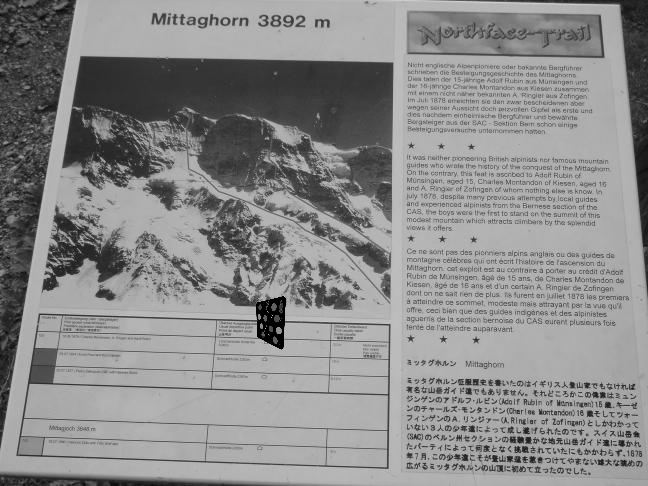 Mittaghorn 3892 m
Northface-Trail
Nicht englische Alpenpioniere oder bekannte Bergführer
schrieben die Besteigungsgeschichte des Mittaghorns.
Dies taten der 15-jährige Adolf Rubin aus Münsingen und
der 16-jährige Charles Montandon aus Kiesen zusammen
mit einem nicht näher bekannten A. Ringier aus Zofingen.
Im Juli 1878 erreichten sie den zwar bescheidenen aber
wegen seiner Aussicht doch reizvollen Gipfel als erste und
dies nachdem einheimische Bergführer und bewährte
Bergsteiger aus der SAC - Sektion Bern schon einige
Besteigungsversuche unternommen hatten.
★ ★ ★
It was neither pioneering British alpinists nor famous mountain
guides who wrote the history of the conquest of the Mittaghorn.
On the contrary, this feat is ascribed to Adolf Rubin of
Münsingen, aged 15, Charles Montandon of Kiesen, aged 16
and A. Ringier of Zofingen of whom nothing else is know. In
july 1878, despite many previous attempts by local guides
and experienced alpinists from the Bernese section of the
CAS, the boys were the first to stand on the summit of this
modest mountain which attracts climbers by the splendid
views it offers.
★ ★ ★
Ce ne sont pas des pionniers alpins anglais ou des guides de
montagne célèbres qui ont écrit l'histoire de l'ascension du
Mittaghorn, cet exploit est au contraire à porter au crédit d'Adolf
Rubin de Münsingen, âgé de 15 ans, de Charles Montandon de
Kiesen, âgé de 16 ans et d'un certain A. Ringier de Zofingen
dont on ne sait rien de plus. Ils furent en juillet 1878 les premiers
à atteindre ce sommet, modeste mais attrayant par la vue qu'il
offre, ceci bien que des guides indigènes et des alpinistes
aguerris de la section bernoise du CAS eurent plusieurs fois
tenté de l'atteindre auparavant.
★ ★ ★
ミッタグホルン Mittaghorn
ミッタグホルン征服歴史を書いたのはイギリス人登山家でもなければ
有名な山岳ガイド達でもありません。それどころかこの偉業はミュン
ジンゲンのアドルフ・ルビン(Adolf Rubin of Münsingen)15歳、キーゼ
ンのチャールズ・モンタンドン(Charles Montandon)16歳そしてツォー
フィンゲンのA. リンジャー(A. Ringier of Zofingen)としかわかって
いない3人の少年達によって成し遂げられたのです。スイス山岳会
(SAC)のベルン州セクションの経験豊かな地元山岳ガイド達に導かれ
たパーティによって何度となく挑戦されていたにもかかわらず、1878
年7月、この少年達こそが登山家達を惹きつけてやまない雄大な眺めの
広がるミッタグホルンの山頂に初めて立ったのでした。
Mittagjoch 3848 m